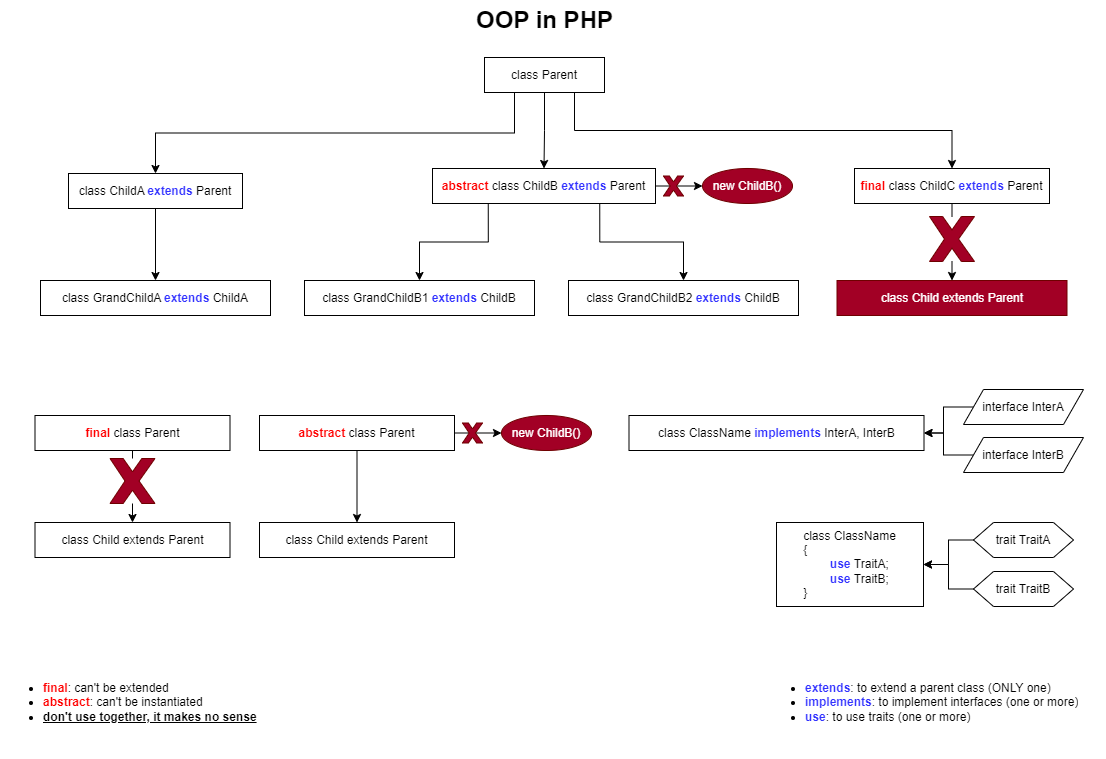 OOP in PHP
class Parent
class ChildA extends Parent
abstract class ChildB extends Parent
new ChildB()
final class ChildC extends Parent
class GrandChildA extends ChildA
class GrandChildB1 extends ChildB
class GrandChildB2 extends ChildB
class Child extends Parent
final class Parent
abstract class Parent
new ChildB()
class ClassName implements InterA, InterB
interface InterA
interface InterB
class Child extends Parent
class Child extends Parent
class ClassName
{
use TraitA;
use TraitB;
}
trait TraitA
trait TraitB
final: can't be extended
abstract: can't be instantiated
don't use together, it makes no sense
extends: to extend a parent class (ONLY one)
implements: to implement interfaces (one or more)
use: to use traits (one or more)